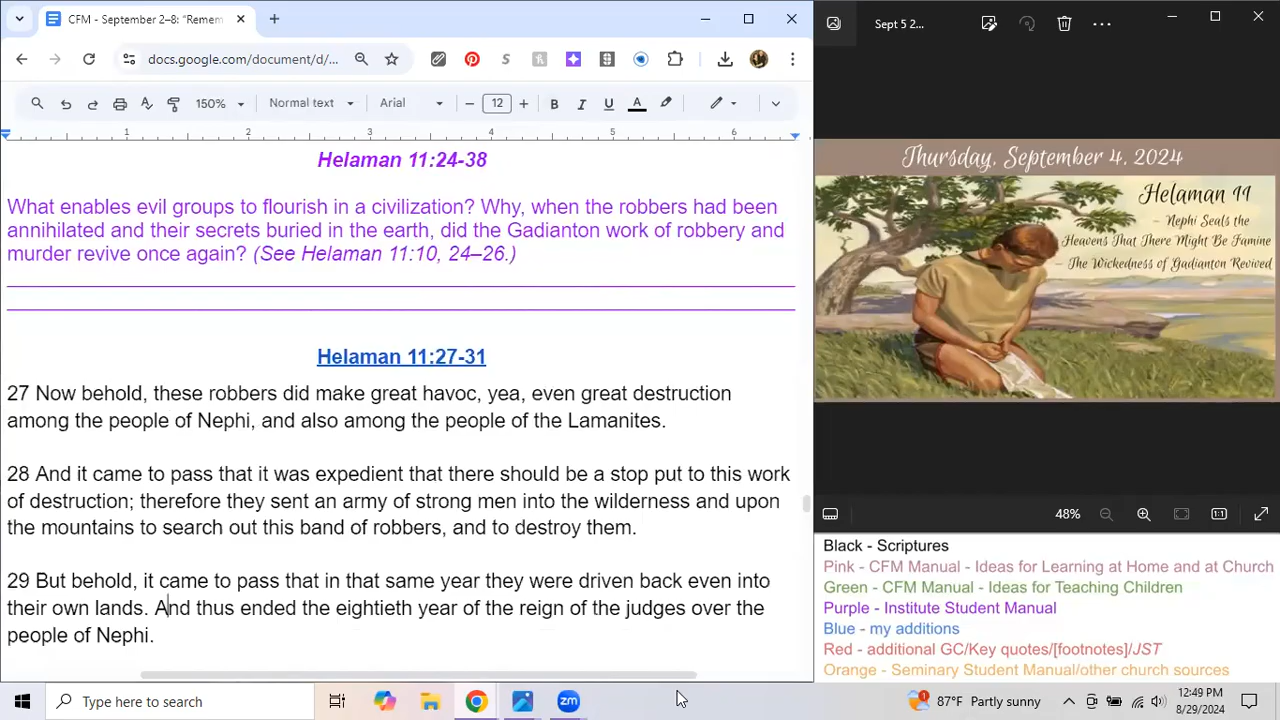 CFM - September 2–8: “Remem
docs.google.com/document/d/...
150%
Normal text
Arial
12
B
I
U
A
1
2
3
4
5
6
Helaman 11:24-38
What enables evil groups to flourish in a civilization? Why, when the robbers had been
annihilated and their secrets buried in the earth, did the Gadianton work of robbery and
murder revive once again? (See Helaman 11:10, 24–26.)
Helaman 11:27-31
27 Now behold, these robbers did make great havoc, yea, even great destruction
among the people of Nephi, and also among the people of the Lamanites.
28 And it came to pass that it was expedient that there should be a stop put to this work
of destruction; therefore they sent an army of strong men into the wilderness and upon
the mountains to search out this band of robbers, and to destroy them.
29 But behold, it came to pass that in that same year they were driven back even into
their own lands. And thus ended the eightieth year of the reign of the judges over the
people of Nephi.
Sept 5 2...
Thursday, September 4, 2024
Helaman 11
– Nephi Seals the
Heavens That There Might Be Famine
– The Wickedness of Gadianton Revived
48%
1:1
Black - Scriptures
Pink - CFM Manual - Ideas for Learning at Home and at Church
Green - CFM Manual - Ideas for Teaching Children
Purple - Institute Student Manual
Blue - my additions
Red - additional GC/Key quotes/[footnotes]/JST
Orange - Seminary Student Manual/other church sources
Type here to search
zm
1
87°F Partly sunny
12:49 PM
8/29/2024